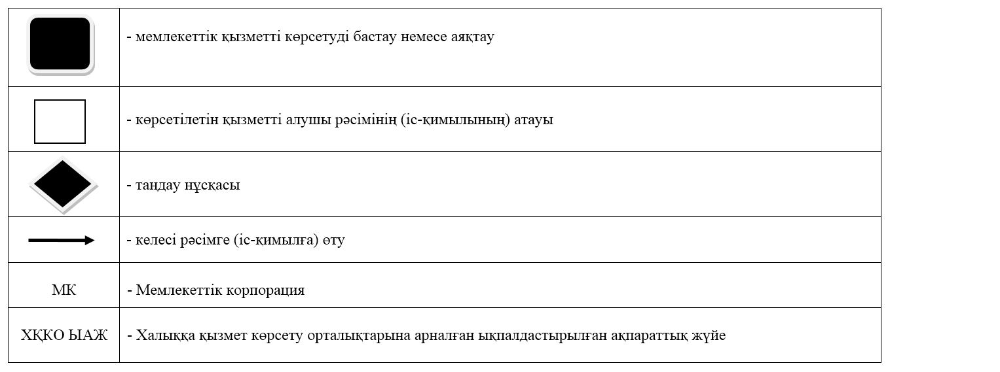 - мемлекеттік қызметті көрсетуді бастау немесе аяқтау
- көрсетілетін қызметті алушы рәсімінің (іс-қимылының) атауы
- таңдау нұсқасы
- келесі рәсімге (іс-қимылға) өту
МК - Мемлекеттік корпорация
ХҚКО ЫАЖ - Халыққа қызмет көрсету орталықтарына арналған ықпалдастырылған ақпараттық жүйе